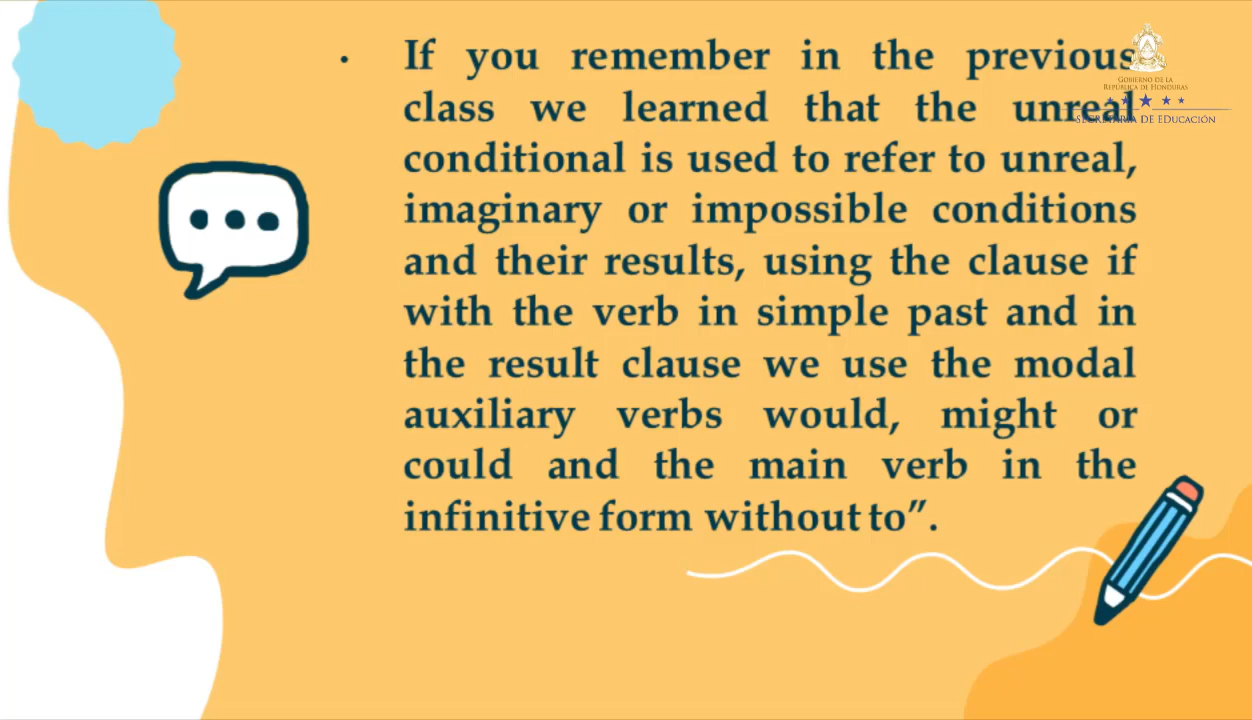 • If you remember in the previous
class we learned that the unreal
conditional is used to refer to unreal,
imaginary or impossible conditions
and their results, using the clause if
with the verb in simple past and in
the result clause we use the modal
auxiliary verbs would, might or
could and the main verb in the
infinitive form without to”.
GOBIERNO DE LA
REPÚBLICA DE HONDURAS
SECRETARÍA DE EDUCACIÓN